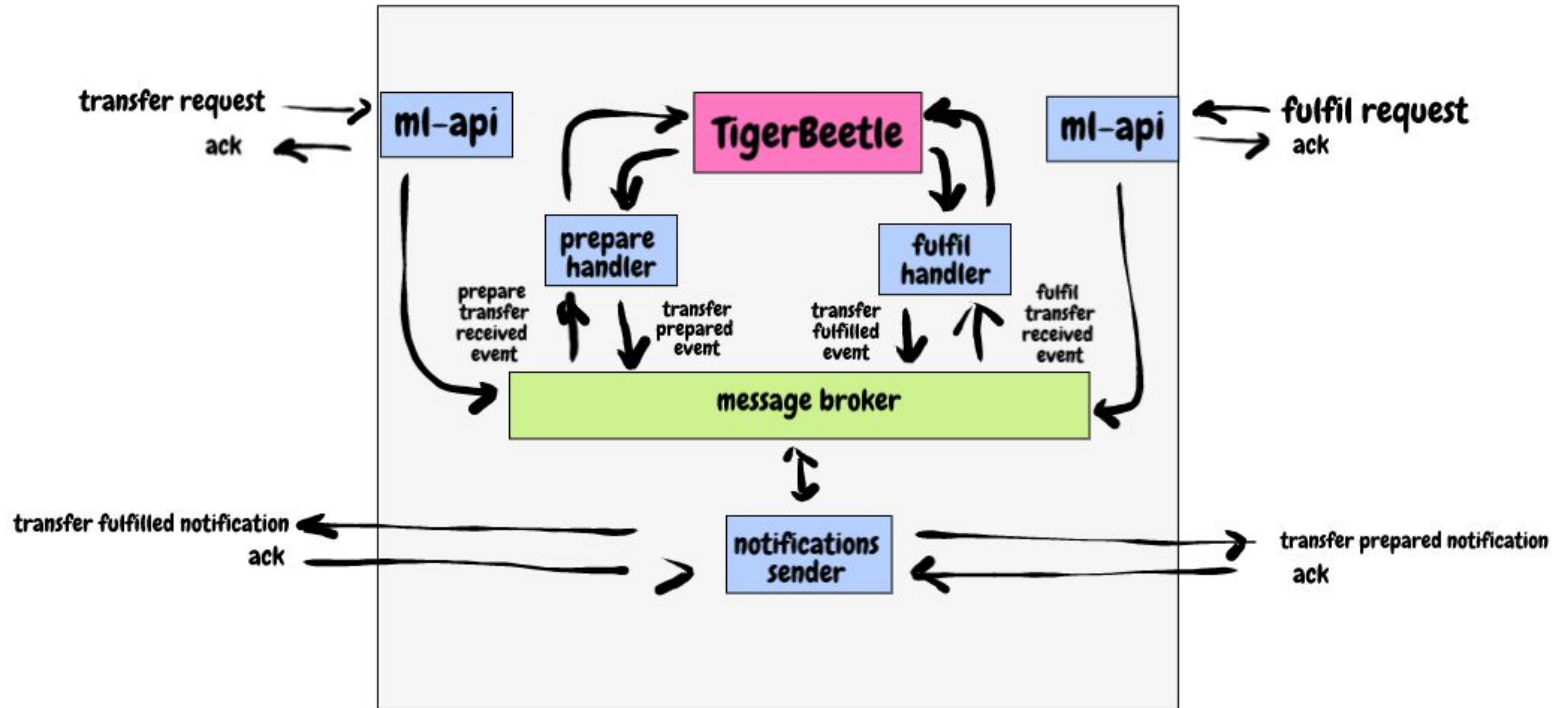 transfer request
ack
ml-api
TigerBeetle
ml-api
fulfil request
ack
prepare
handler
fulfil
handler
prepare
transfer
received
event
transfer
prepared
event
transfer
fulfilled
event
fulfil
transfer
received
event
message broker
transfer fulfilled notification
ack
notifications
sender
transfer prepared notification
ack